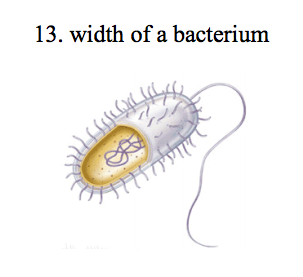 13. width of a bacterium